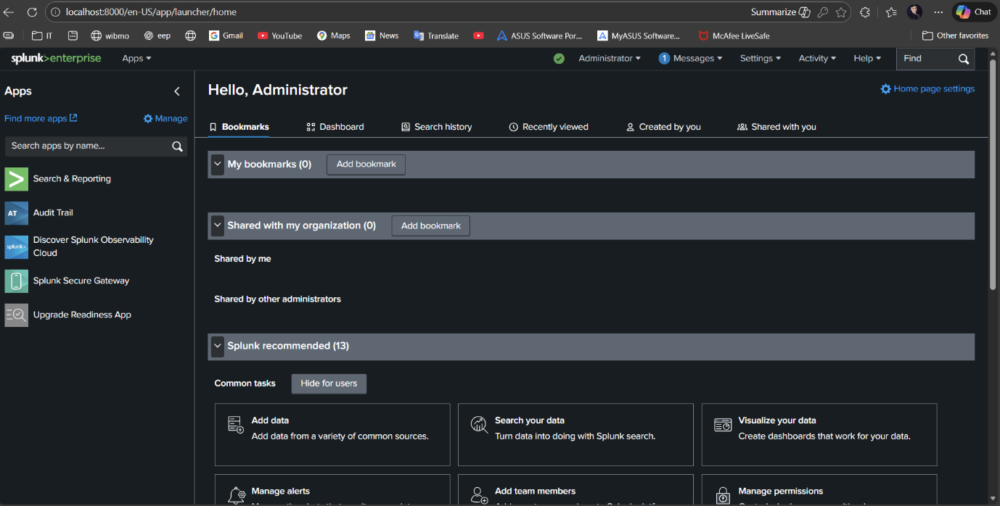 localhost:8000/en-US/app/launcher/home
Summarize
Chat
IT
wibmo
eep
Gmail
YouTube
Maps
News
Translate
ASUS Software Por...
MyASUS Software...
McAfee LiveSafe
Other favorites
splunk>enterprise
Apps
Administrator
1
Messages
Settings
Activity
Help
Find
Apps
Find more apps
Manage
Search apps by name...
Search & Reporting
AT
Audit Trail
splunk>
Discover Splunk Observability
Cloud
Splunk Secure Gateway
Upgrade Readiness App
Hello, Administrator
Home page settings
Bookmarks
Dashboard
Search history
Recently viewed
Created by you
Shared with you
My bookmarks (0)
Add bookmark
Shared with my organization (0)
Add bookmark
Shared by me
Shared by other administrators
Splunk recommended (13)
Common tasks
Hide for users
Add data
Add data from a variety of common sources.
Search your data
Turn data into doing with Splunk search.
Visualize your data
Create dashboards that work for your data.
Manage alerts
Add team members
Manage permissions